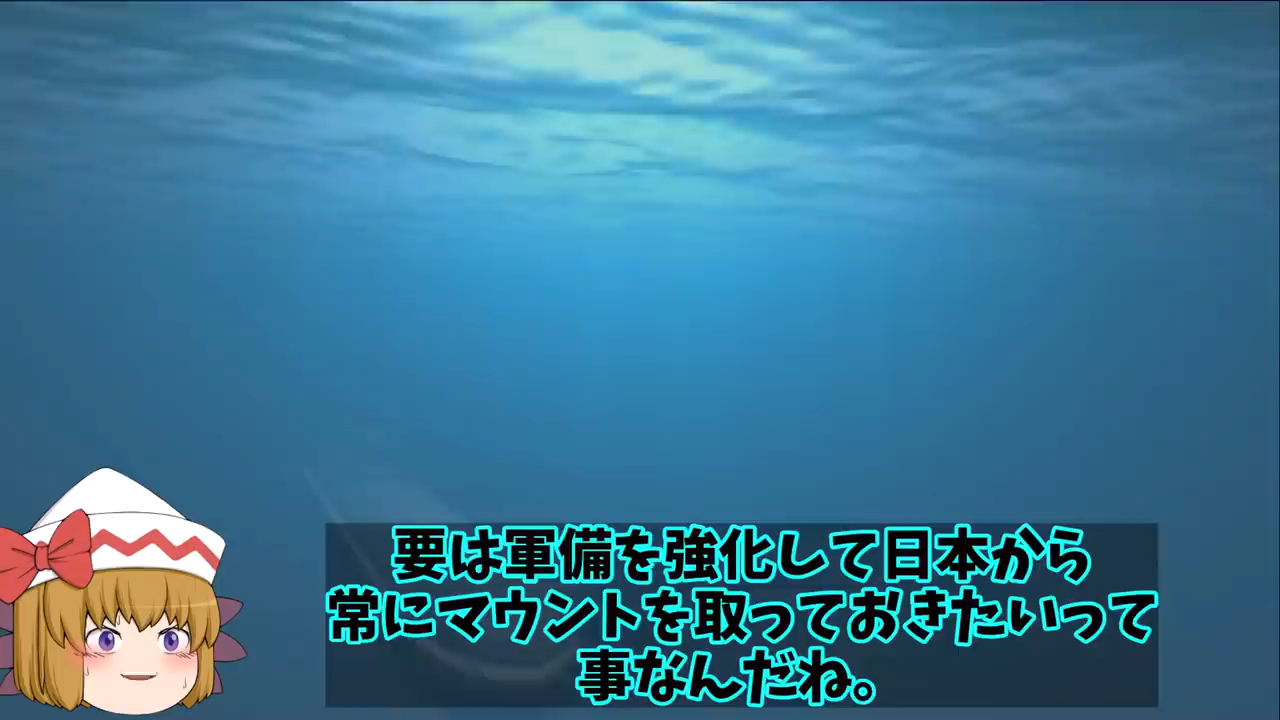 要は軍備を強化して日本から
常にマウントを取っておきたいって
事なんだね。